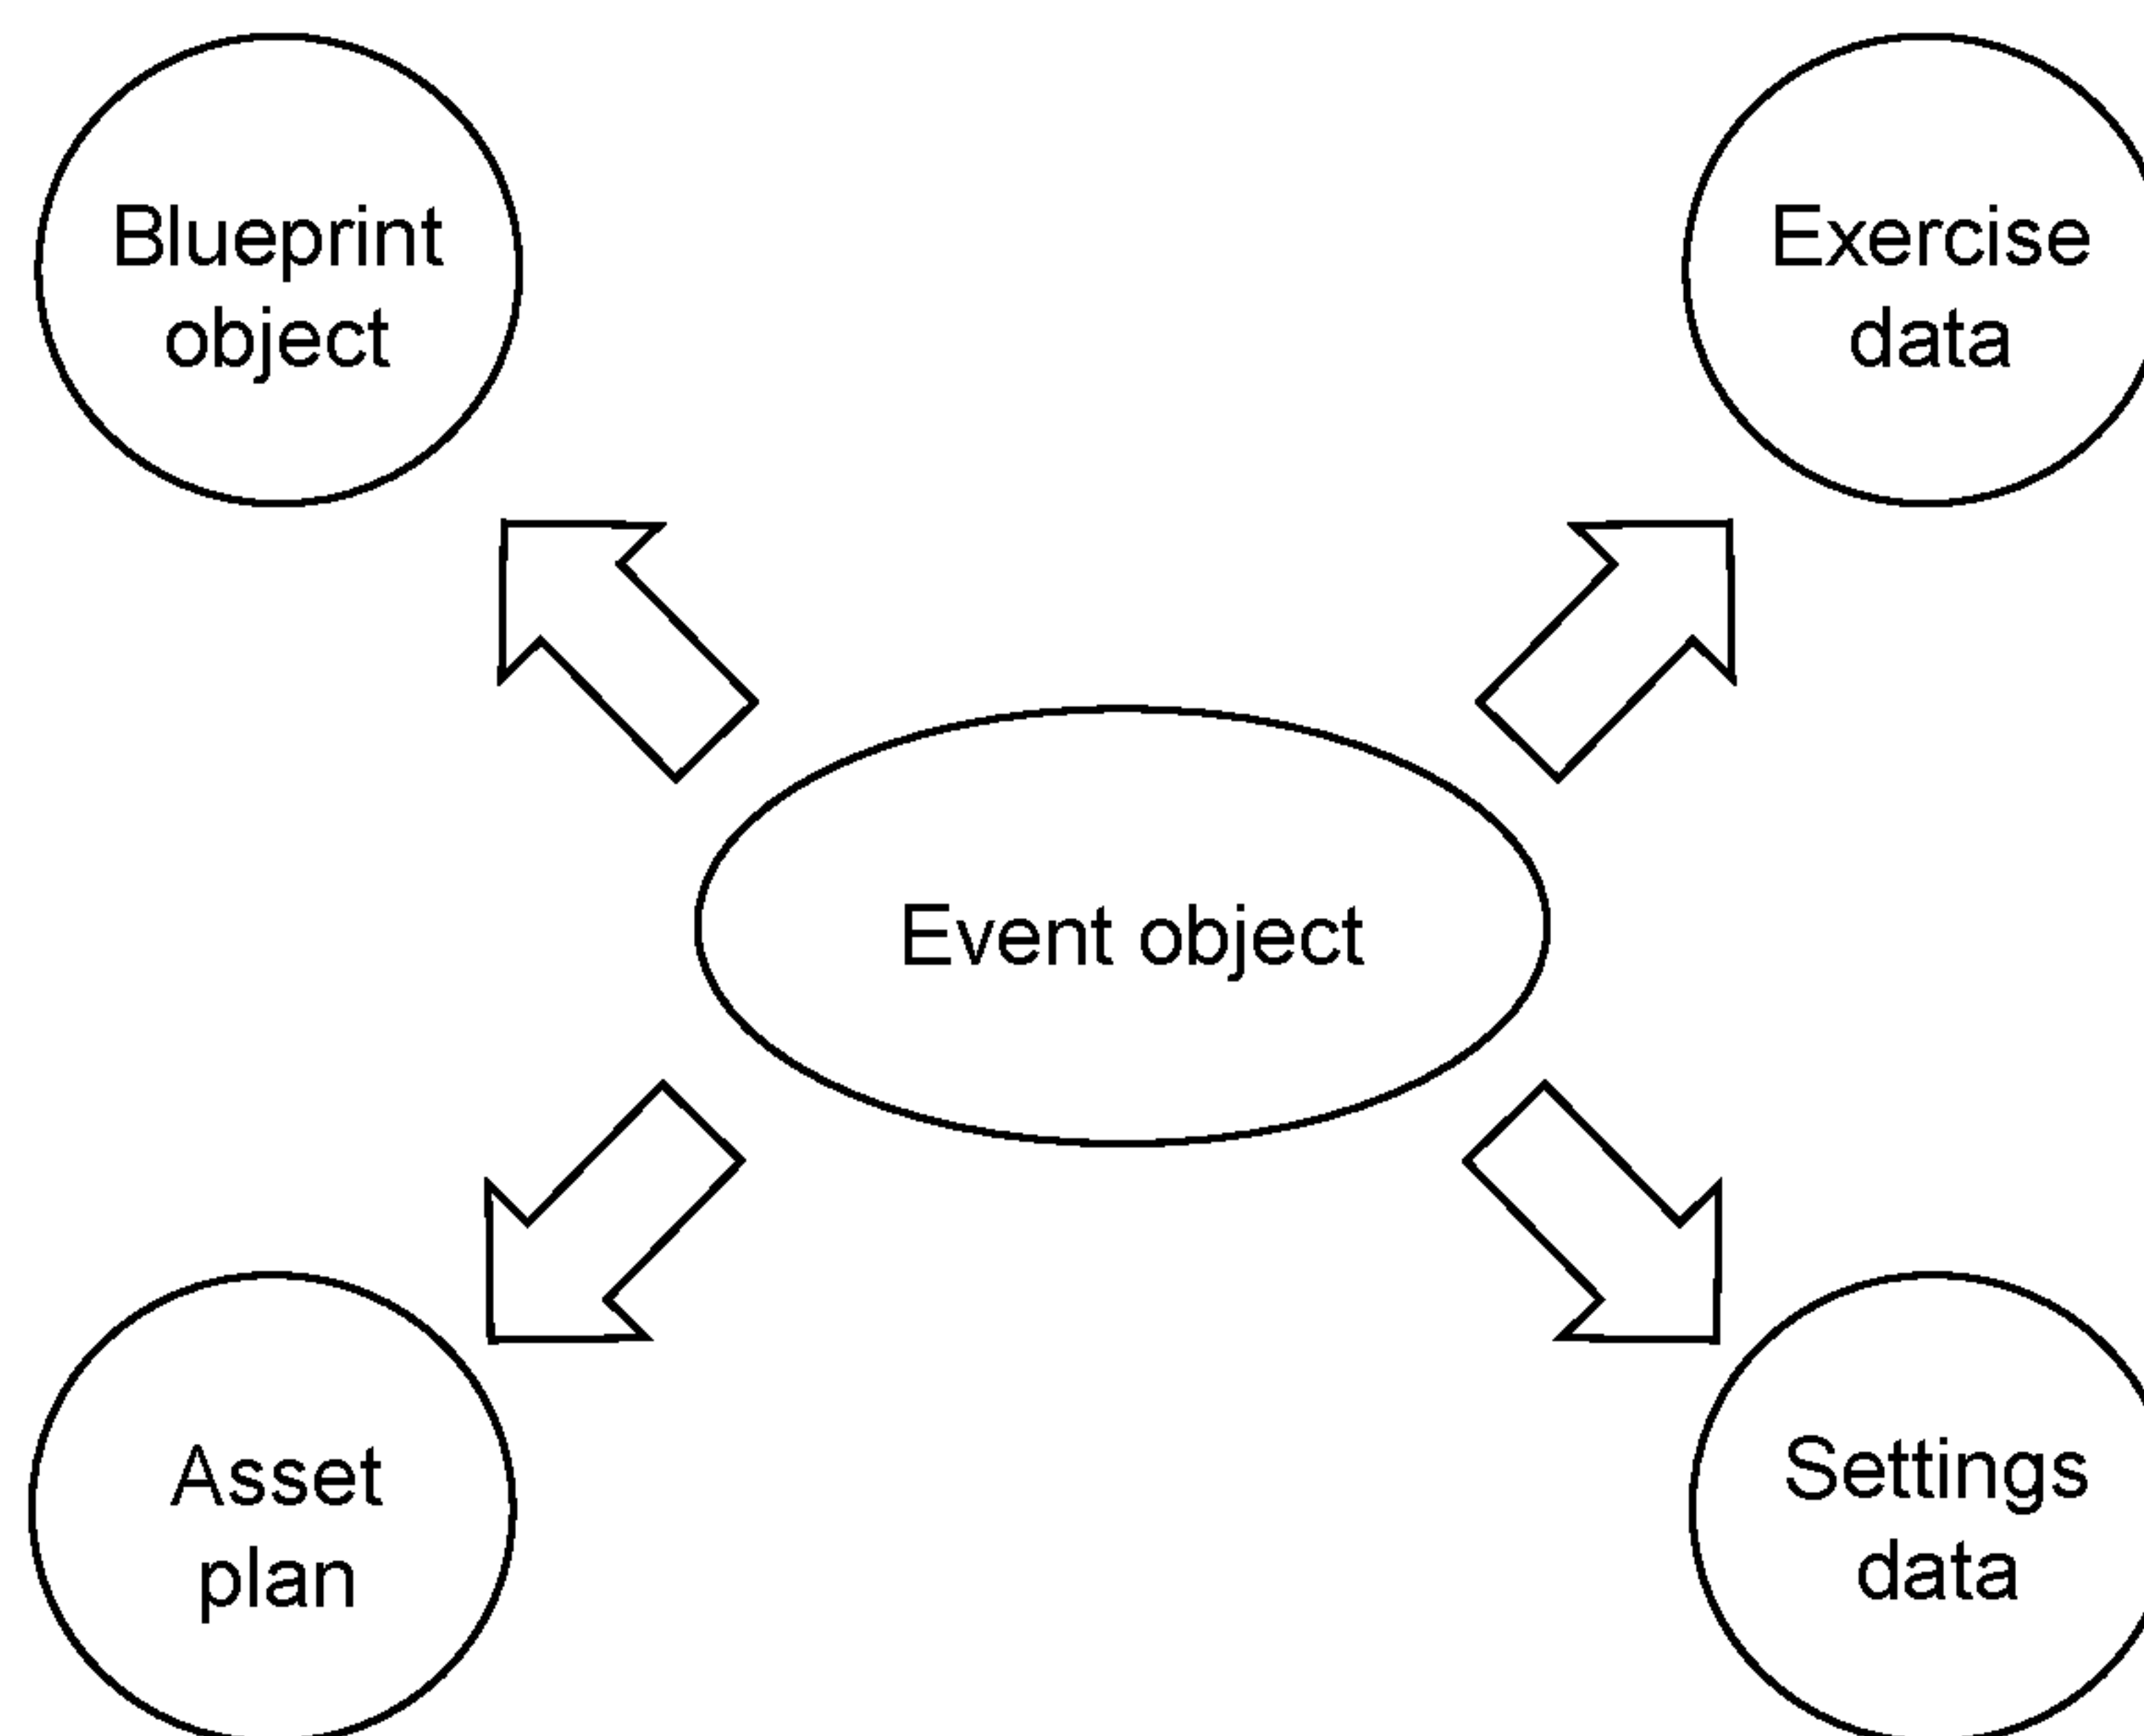 Blueprint
object
Exercise
data
Event object
Asset
plan
Settings
data